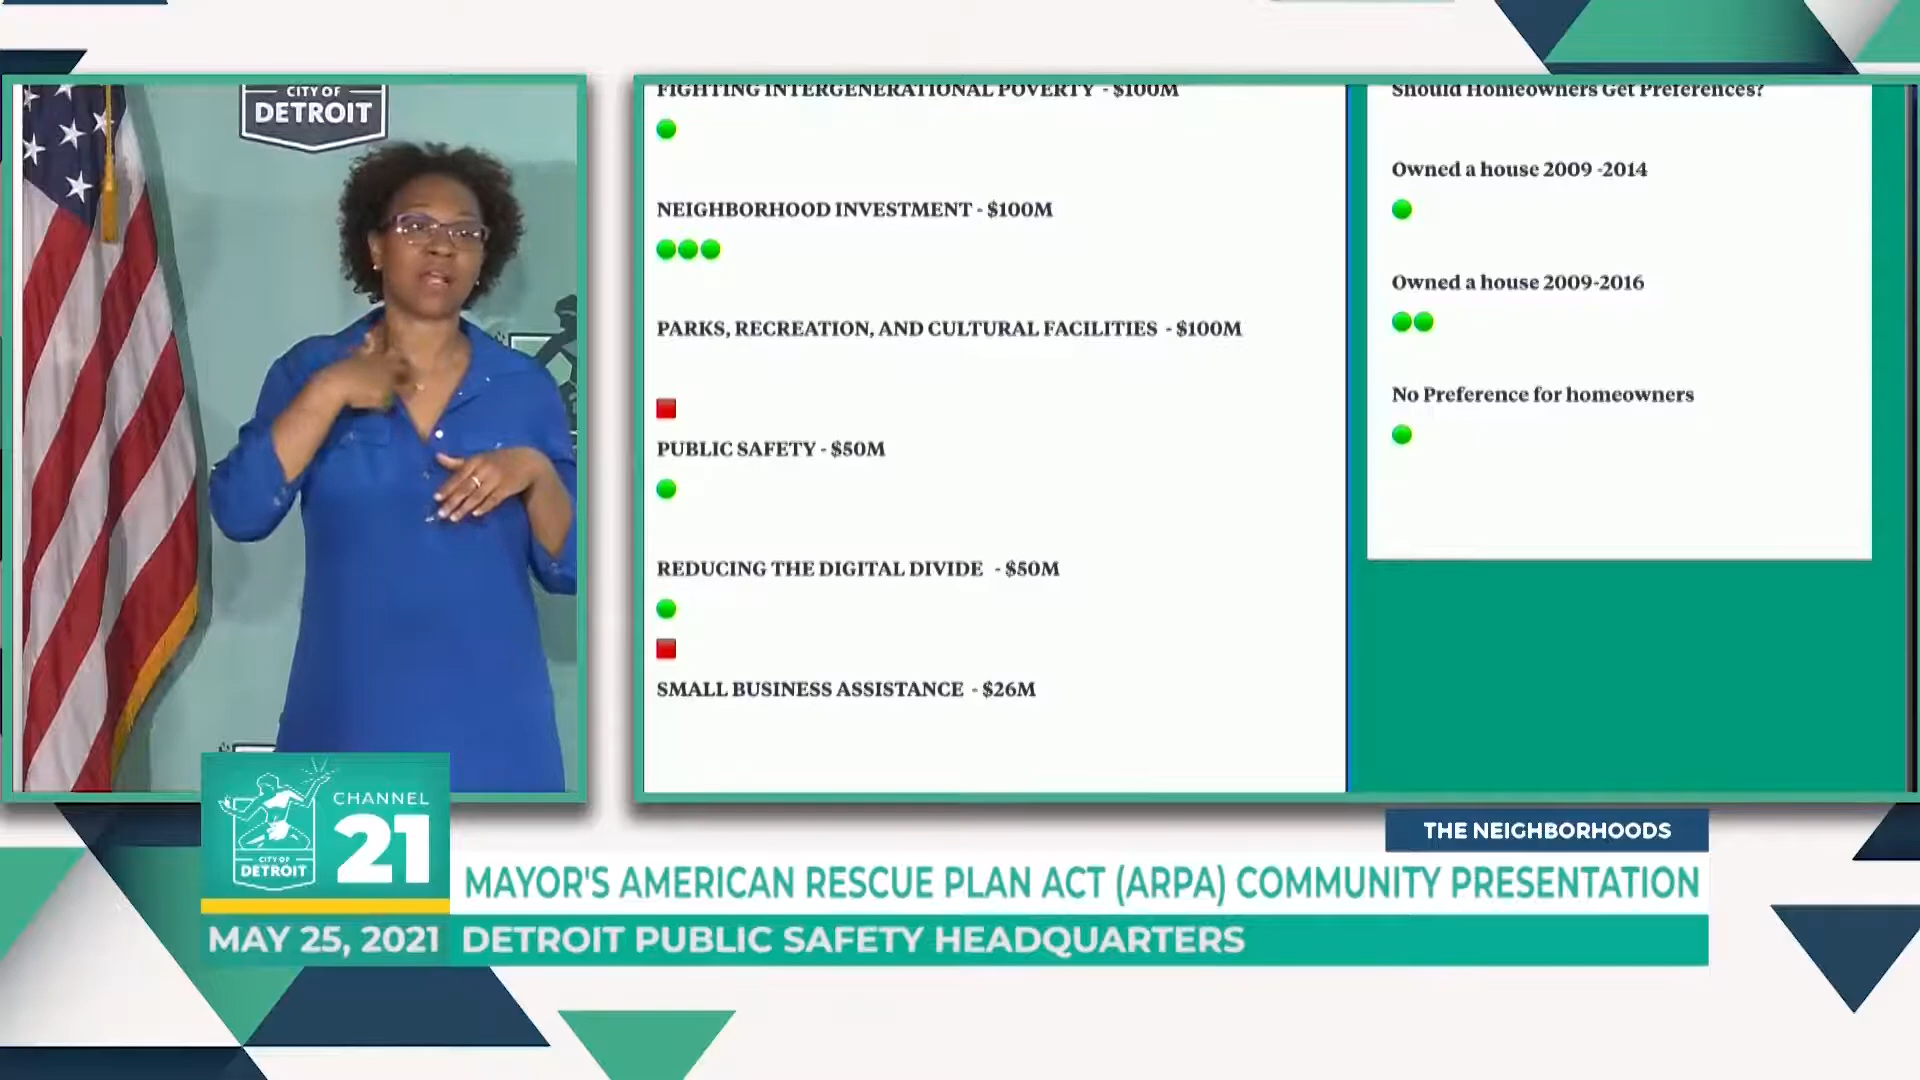 CITY OF
DETROIT
FIGHTING INTERGENERATIONAL POVERTY - $100M
NEIGHBORHOOD INVESTMENT - $100M
PARKS, RECREATION, AND CULTURAL FACILITIES - $100M
PUBLIC SAFETY - $50M
REDUCING THE DIGITAL DIVIDE - $50M
SMALL BUSINESS ASSISTANCE - $26M
Should Homeowners Get Preferences?
Owned a house 2009 -2014
Owned a house 2009-2016
No Preference for homeowners
CHANNEL
21
CITY OF
DETROIT
THE NEIGHBORHOODS
MAYOR'S AMERICAN RESCUE PLAN ACT (ARPA) COMMUNITY PRESENTATION
MAY 25, 2021
DETROIT PUBLIC SAFETY HEADQUARTERS